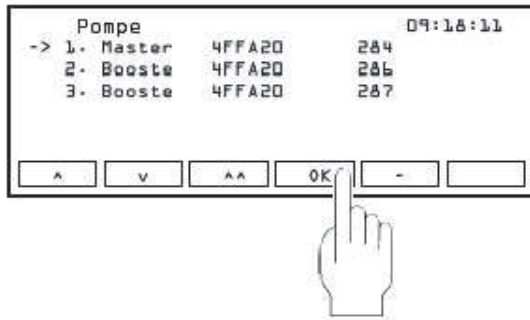 Pompe 09:18:11
-> 1. Master 4FFA20 284
2. Booste 4FFA20 286
3. Booste 4FFA20 287
^ v ^^ OK -